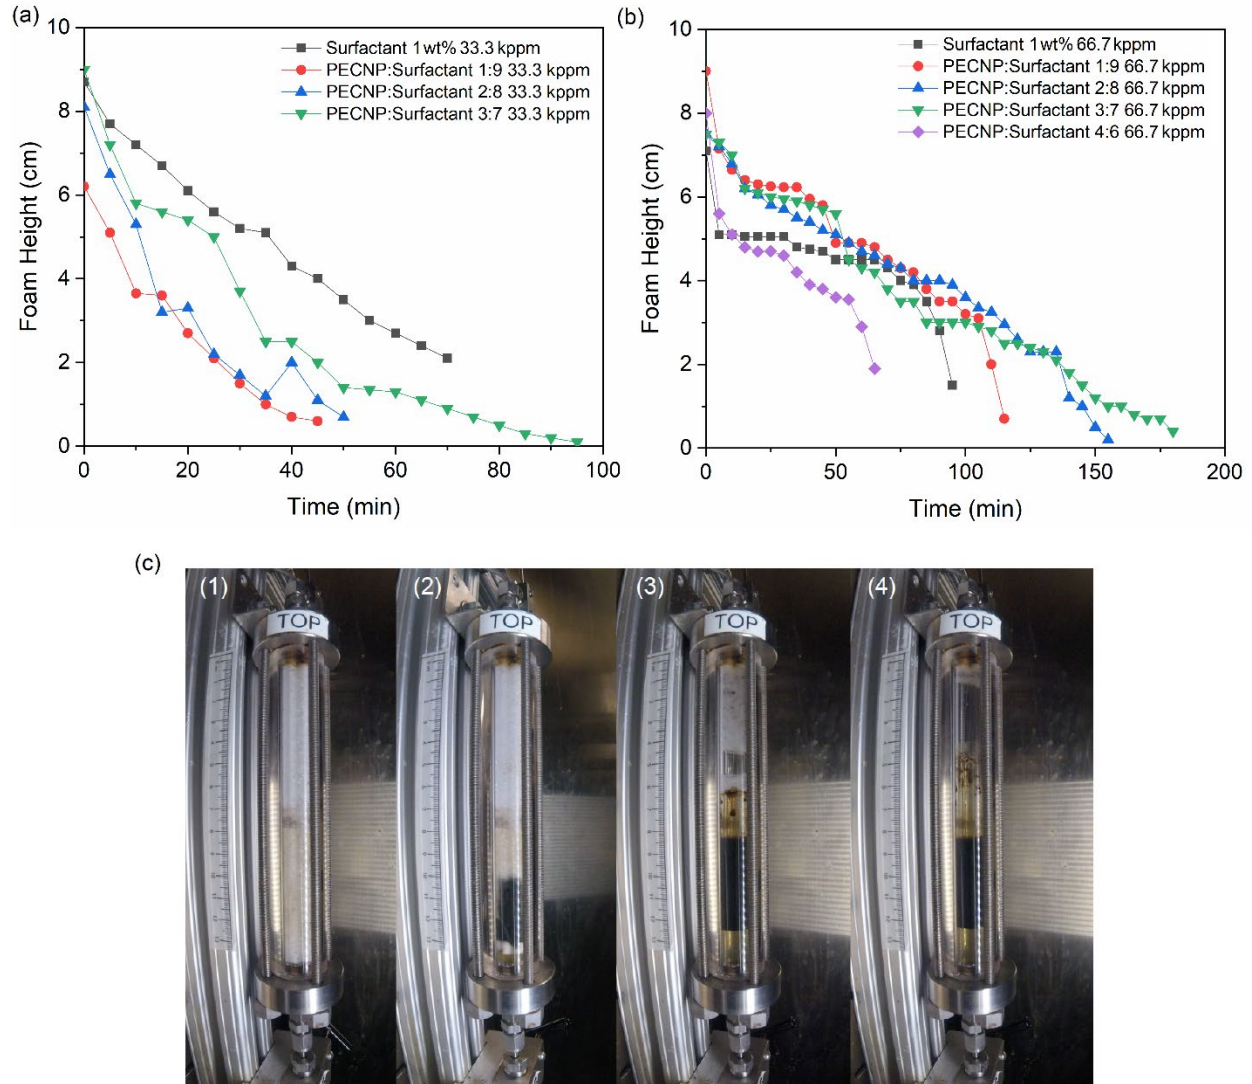 (a)
10
8
6
4
2
0
Foam Height (cm)
0 20 40 60 80 100
Time (min)
Surfactant 1 wt% 33.3 kppm
PECNP:Surfactant 1:9 33.3 kppm
PECNP:Surfactant 2:8 33.3 kppm
PECNP:Surfactant 3:7 33.3 kppm
(b)
10
8
6
4
2
0
Foam Height (cm)
0 50 100 150 200
Time (min)
Surfactant 1 wt% 66.7 kppm
PECNP:Surfactant 1:9 66.7 kppm
PECNP:Surfactant 2:8 66.7 kppm
PECNP:Surfactant 3:7 66.7 kppm
PECNP:Surfactant 4:6 66.7 kppm
(c)
(1) (2) (3) (4)
TOP TOP TOP TOP